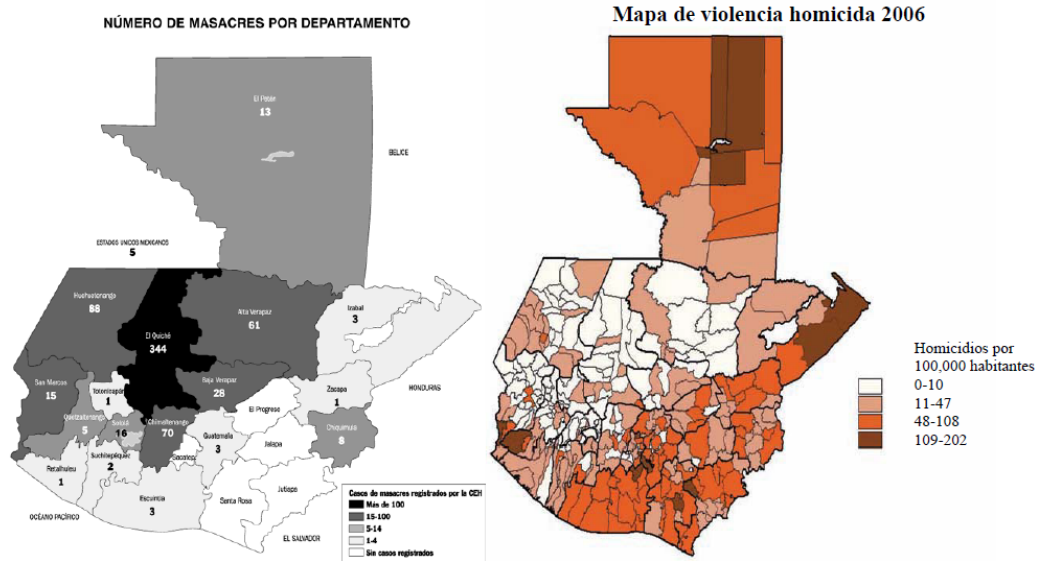 NÚMERO DE MASACRES POR DEPARTAMENTO
El Petén
13
BELICE
ESTADOS UNIDOS MEXICANOS
5
Huehuetenango
88
El Quiché
344
Alta Verapaz
61
Izabal
3
San Marcos
15
Totonicapán
1
Baja Verapaz
28
Zacapa
1
HONDURAS
El Progreso
Quetzaltenango
5
Sololá
16
Chimaltenango
70
Guatemala
3
Jalapa
Chiquimula
8
Sacatep.
Suchitepéquez
2
Retalhuleu
1
Escuintla
3
Santa Rosa
Jutiapa
OCÉANO PACÍFICO
EL SALVADOR
Casos de masacres registrados por la CEH
Más de 100
15-100
5-14
1-4
Sin casos registrados
Mapa de violencia homicida 2006
Homicidios por
100,000 habitantes
0-10
11-47
48-108
109-202